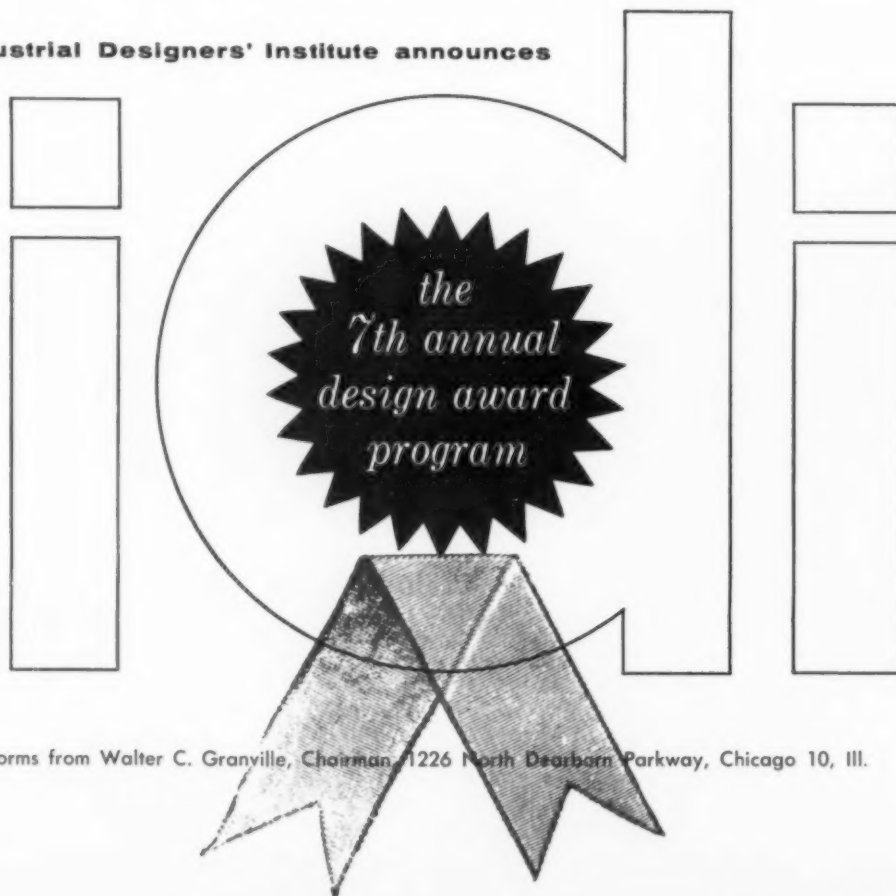 ustrial Designers' Institute announces
idi
the
7th annual
design award
program
orms from Walter C. Granville, Chairman, 1226 North Dearborn Parkway, Chicago 10, Ill.